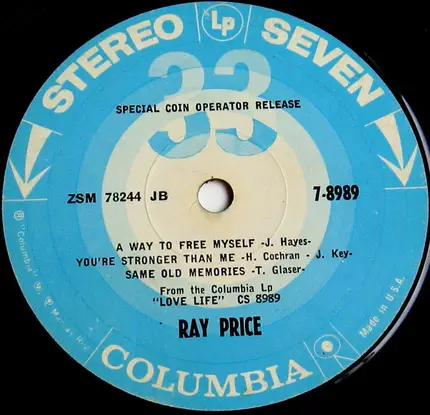 STEREO Lp SEVEN
33
SPECIAL COIN OPERATOR RELEASE
ZSM 78244 JB
7-8989
A WAY TO FREE MYSELF -J. Hayes-
YOU'RE STRONGER THAN ME -H. Cochran - J. Key-
SAME OLD MEMORIES -T. Glaser-
From the Columbia Lp
"LOVE LIFE" CS 8989
RAY PRICE
COLUMBIA
® "Columbia"
Made in U.S.A.